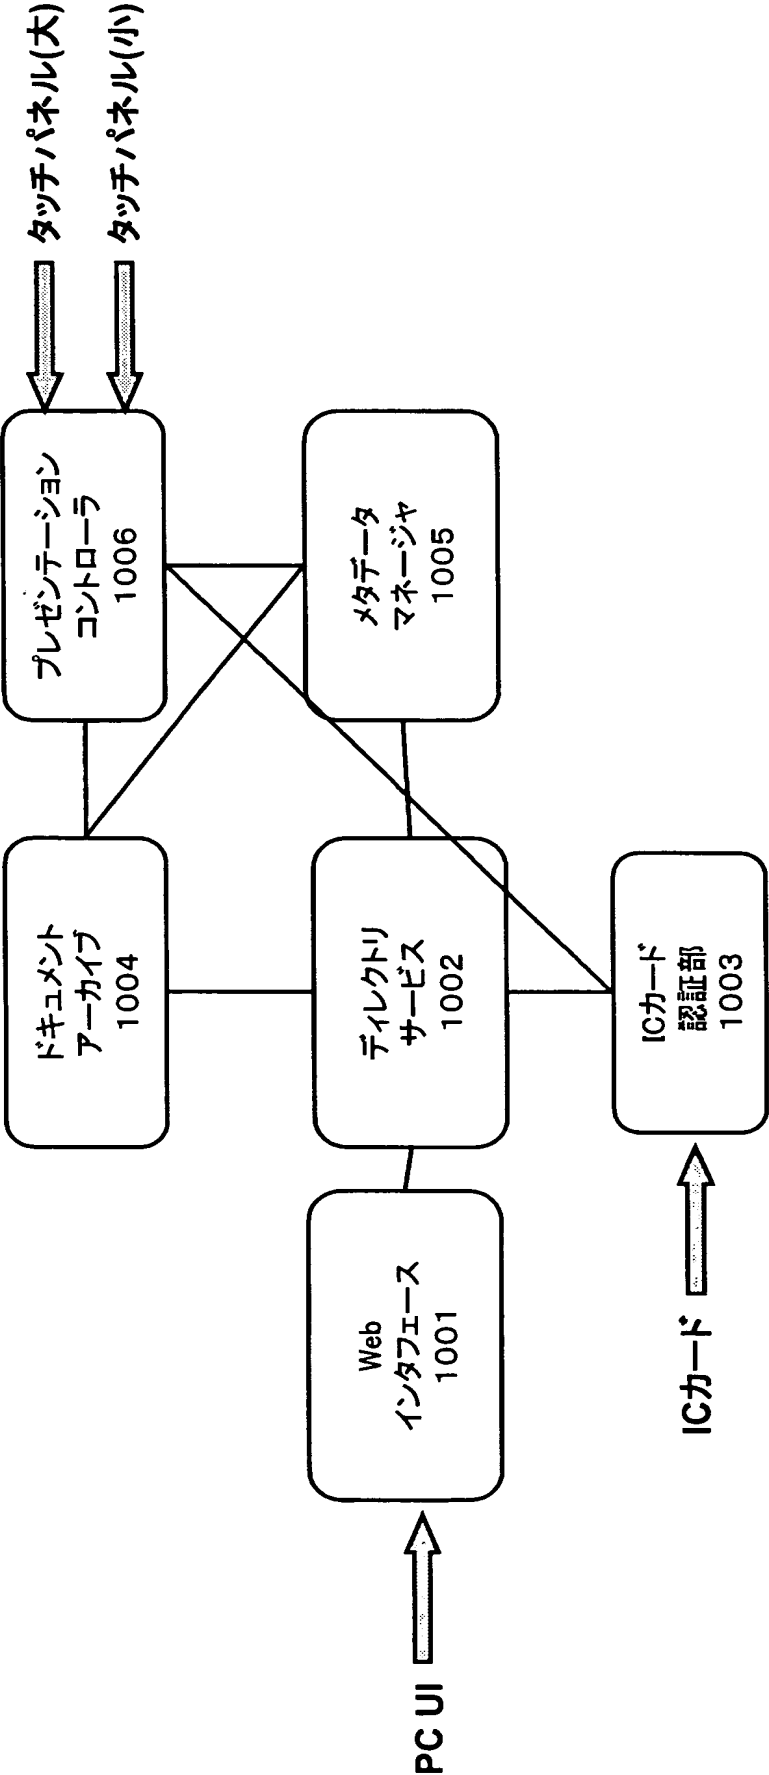 タッチパネル(大)
タッチパネル(小)
プレゼンテーション
コントローラ
1006
メタデータ
マネージャ
1005
ドキュメント
アーカイブ
1004
ディレクトリ
サービス
1002
ICカード
認証部
1003
Web
インタフェース
1001
PC UI
ICカード